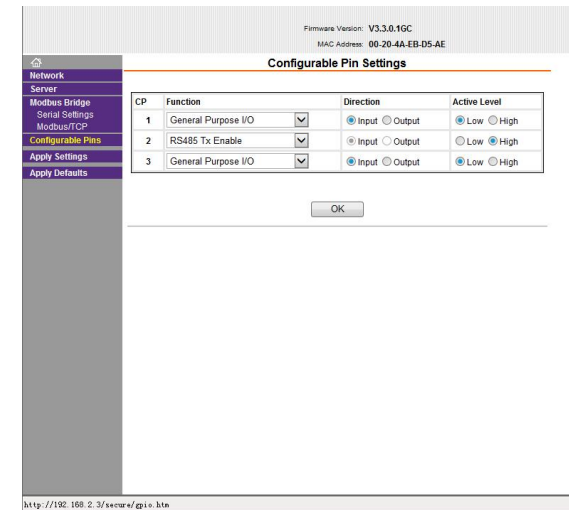 Firmware Version: V3.3.0.1GC
MAC Address: 00-20-4A-EB-D5-AE
Configurable Pin Settings
Network
Server
Modbus Bridge
Serial Settings
Modbus/TCP
Configurable Pins
Apply Settings
Apply Defaults
CP Function Direction Active Level
1 General Purpose I/O Input Output Low High
2 RS485 Tx Enable Input Output Low High
3 General Purpose I/O Input Output Low High
OK
http://192.168.2.3/secure/gpio.htm